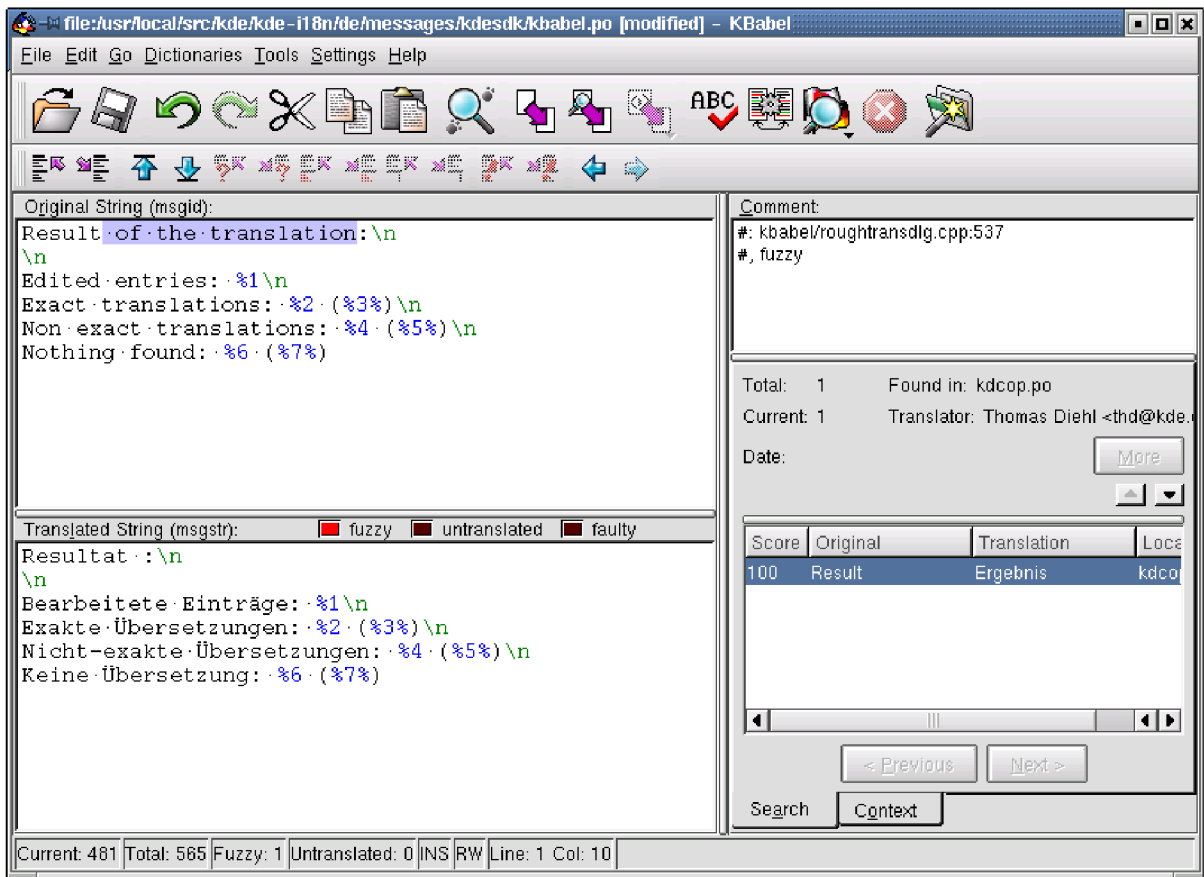 file:/usr/local/src/kde/kde-i18n/de/messages/kdesdk/kbabel.po [modified] - KBabel
File Edit Go Dictionaries Tools Settings Help
ABC
Original String (msgid):
Result·of·the·translation:\n
\n
Edited·entries:·%1\n
Exact·translations:·%2·(%3%)\n
Non·exact·translations:·%4·(%5%)\n
Nothing·found:·%6·(%7%)
Translated String (msgstr): fuzzy untranslated faulty
Resultat·:\n
\n
Bearbeitete·Einträge:·%1\n
Exakte·Übersetzungen:·%2·(%3%)\n
Nicht-exakte·Übersetzungen:·%4·(%5%)\n
Keine·Übersetzung:·%6·(%7%)
Comment:
#: kbabel/roughtransdlg.cpp:537
#, fuzzy
Total: 1 Found in: kdcop.po
Current: 1 Translator: Thomas Diehl <thd@kde.
Date: More
Score Original Translation Loca
100 Result Ergebnis kdcop
< Previous Next >
Search Context
Current: 481 Total: 565 Fuzzy: 1 Untranslated: 0 INS RW Line: 1 Col: 10